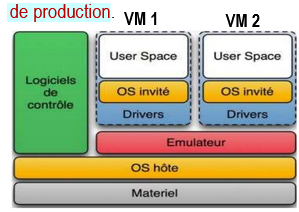 de production.
VM 1 VM 2
Logiciels
de contrôle
User Space User Space
OS invité OS invité
Drivers Drivers
Emulateur
OS hôte
Materiel